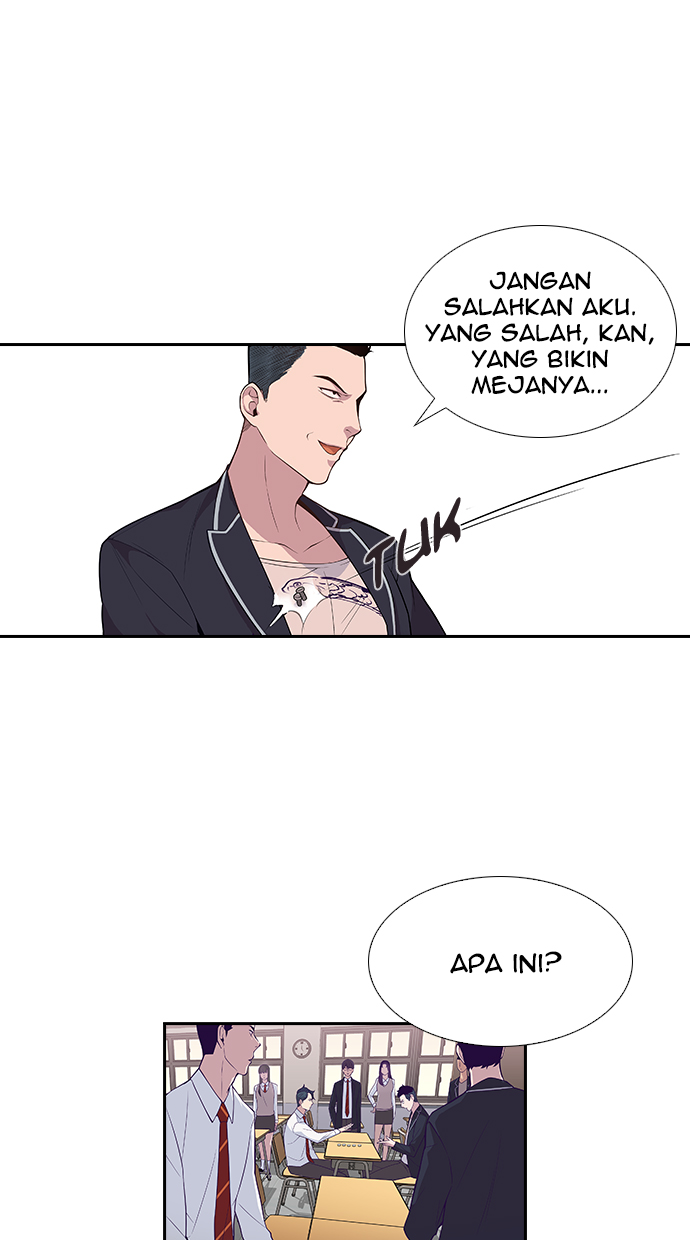 JANGAN
SALAHKAN AKU.
YANG SALAH, KAN,
YANG BIKIN
MEJANYA...
TUK
APA INI?